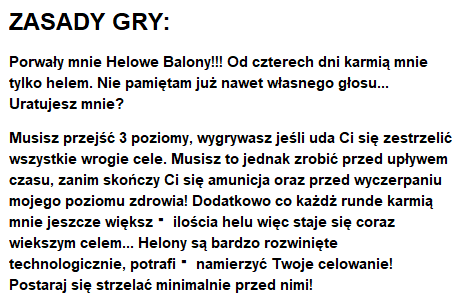 ZASADY GRY:
Porwały mnie Helowe Balony!!! Od czterech dni karmią mnie
tylko helem. Nie pamiętam już nawet własnego głosu...
Uratujesz mnie?
Musisz przejść 3 poziomy, wygrywasz jeśli uda Ci się zestrzelić
wszystkie wrogie cele. Musisz to jednak zrobić przed upływem
czasu, zanim skończy Ci się amunicja oraz przed wyczerpaniu
mojego poziomu zdrowia! Dodatkowo co każdż runde karmią
mnie jeszcze większ▪ ilościa helu więc staje się coraz
wiekszym celem... Helony są bardzo rozwinięte
technologicznie, potrafi▪ namierzyć Twoje celowanie!
Postaraj się strzelać minimalnie przed nimi!